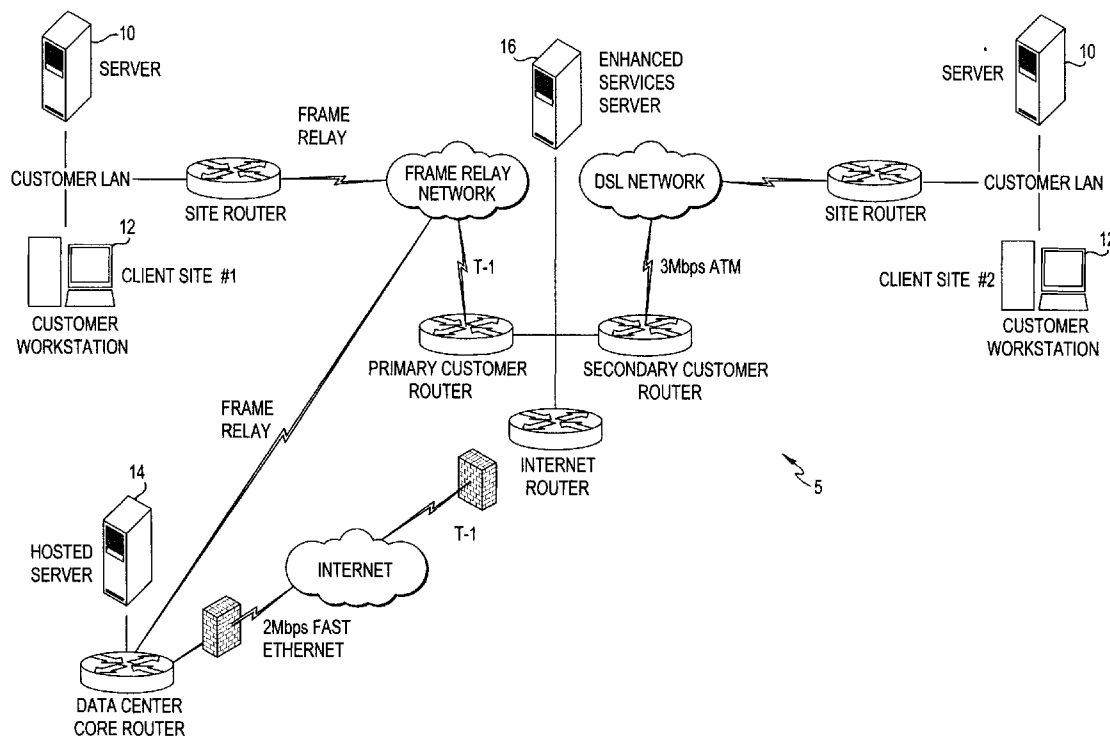 10
SERVER
16
ENHANCED
SERVICES
SERVER
10
SERVER
FRAME
RELAY
CUSTOMER LAN
SITE ROUTER
FRAME RELAY
NETWORK
DSL NETWORK
SITE ROUTER
CUSTOMER LAN
12
CLIENT SITE #1
CUSTOMER
WORKSTATION
T-1
3Mbps ATM
12
CLIENT SITE #2
CUSTOMER
WORKSTATION
PRIMARY CUSTOMER
ROUTER
SECONDARY CUSTOMER
ROUTER
FRAME
RELAY
INTERNET
ROUTER
5
14
HOSTED
SERVER
T-1
INTERNET
2Mbps FAST
ETHERNET
DATA CENTER
CORE ROUTER